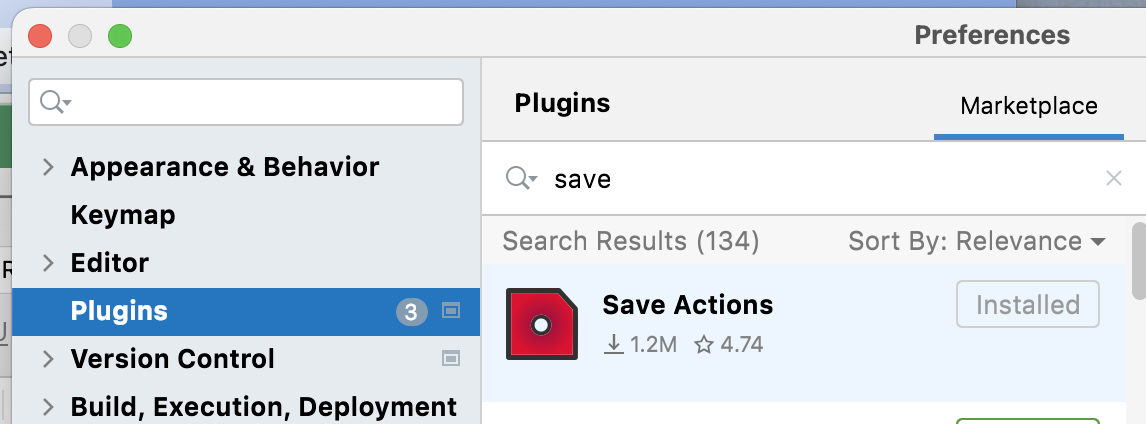 Preferences
Plugins
Marketplace
Appearance & Behavior
save
Keymap
Search Results (134)
Sort By: Relevance
Editor
Plugins
3
Save Actions
Installed
1.2M
4.74
Version Control
Build, Execution, Deployment